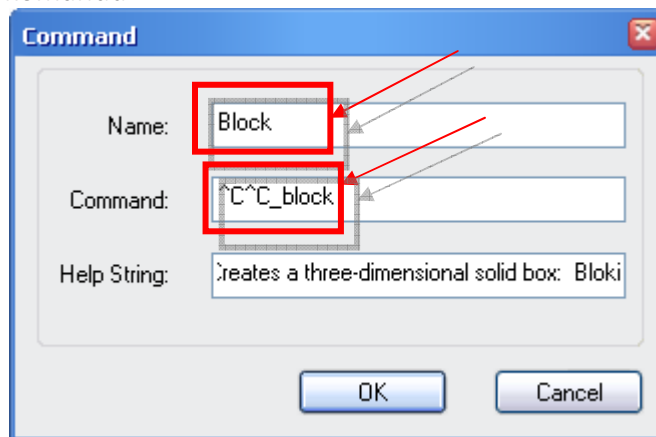 Command
Name: Block
Command: ^C^C_block
Help String: Creates a three-dimensional solid box: Bloki
OK Cancel